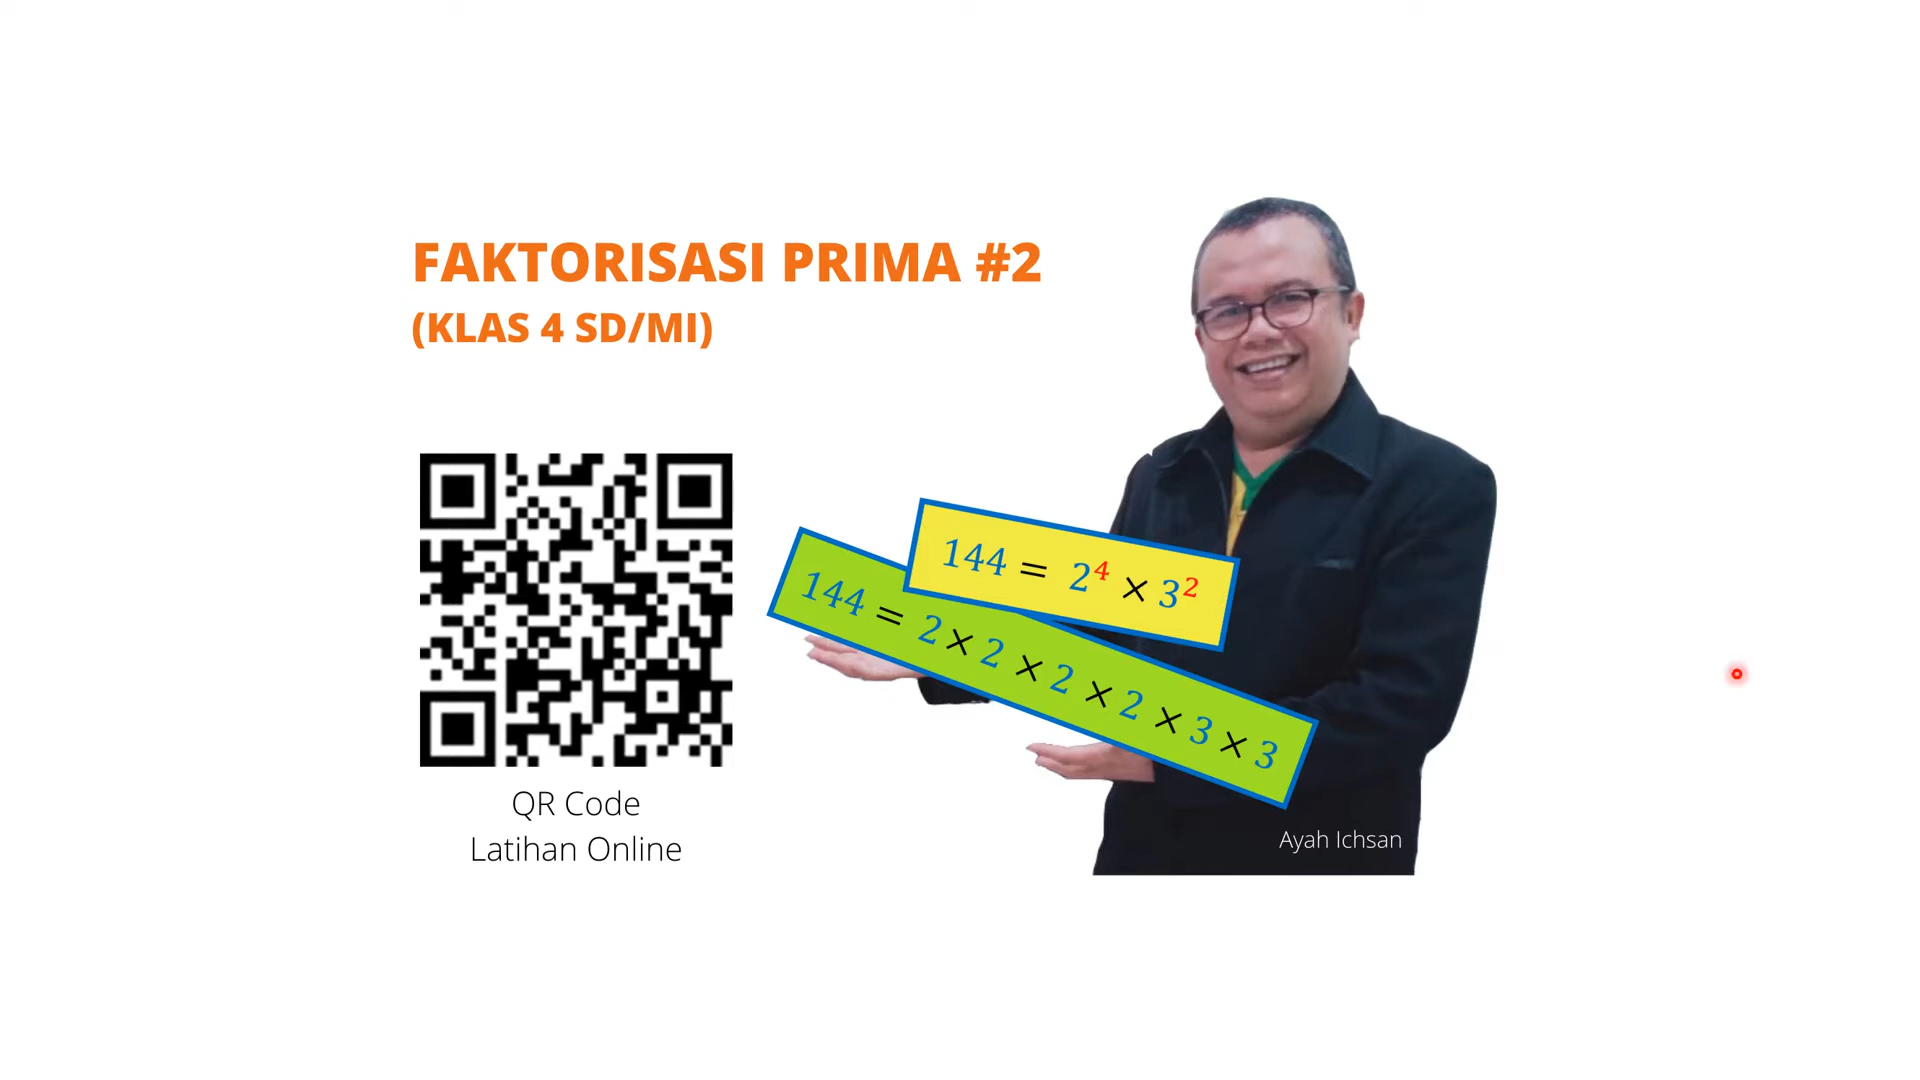 FAKTORISASI PRIMA #2
(KLAS 4 SD/MI)
144 = 2⁴ × 3²
144 = 2 × 2 × 2 × 2 × 3 × 3
QR Code
Latihan Online
Ayah Ichsan